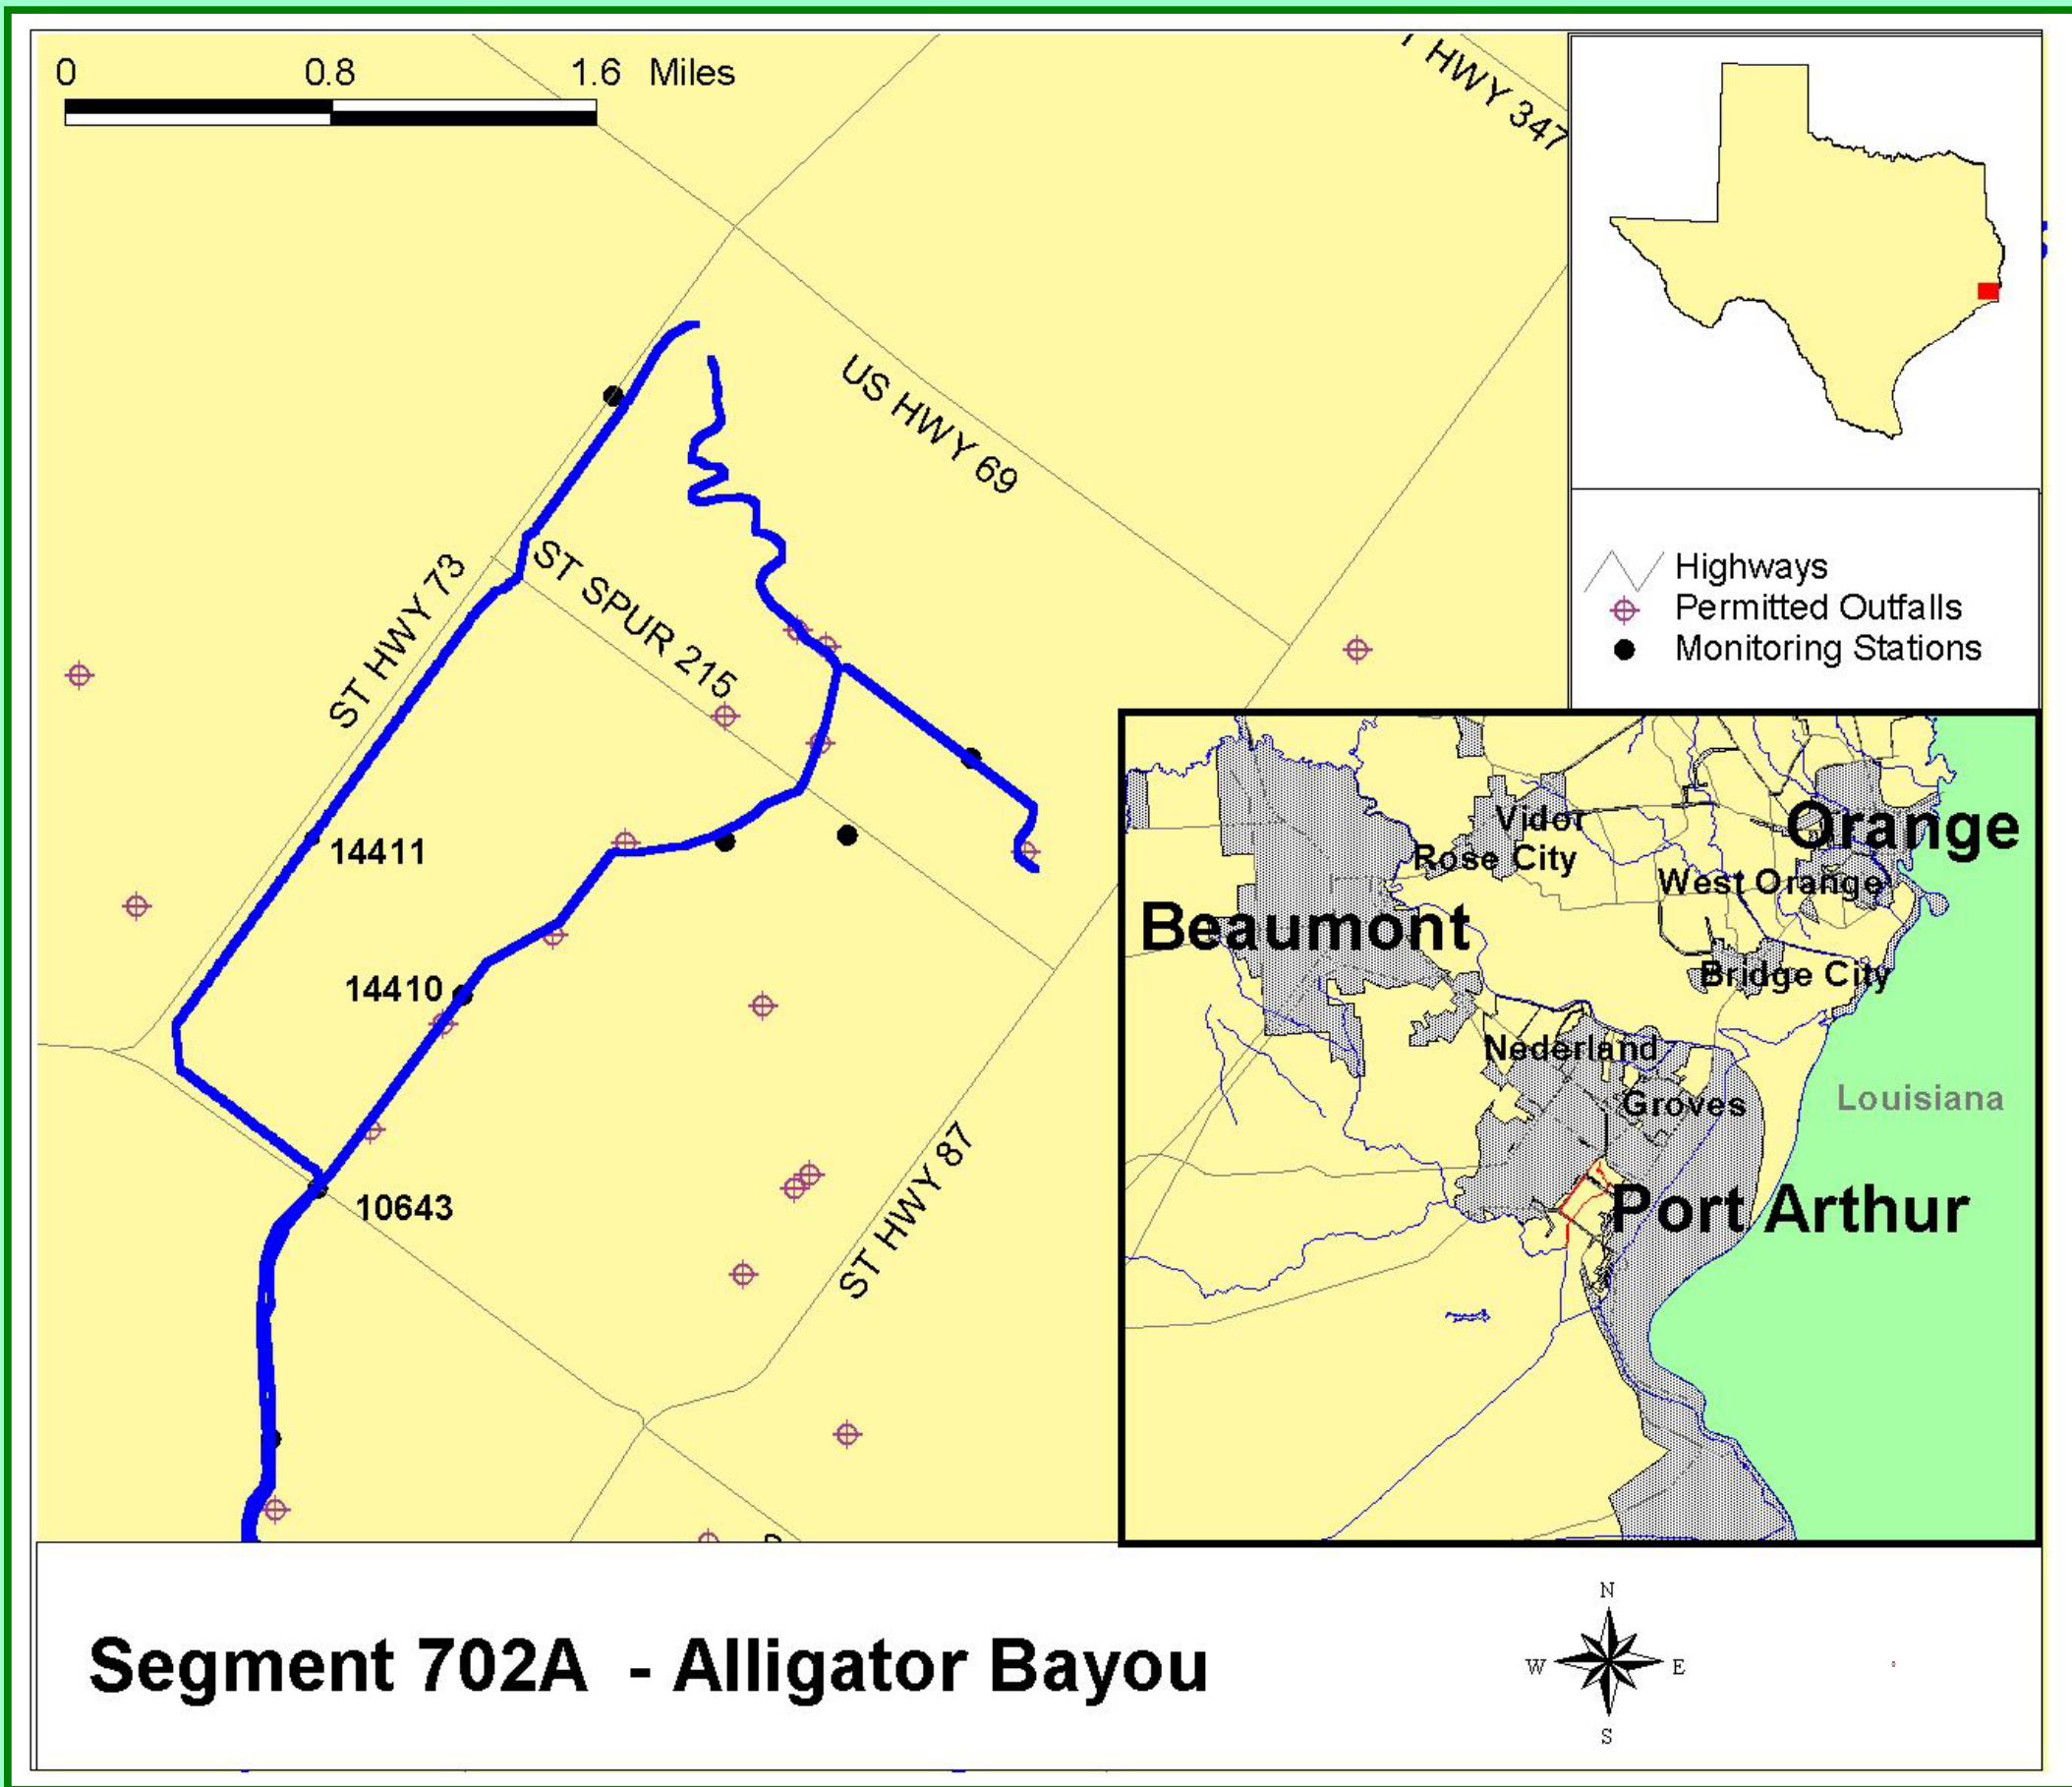 0 0.8 1.6 Miles
T HWY 347
US HWY 69
ST HWY 73
ST SPUR 215
Highways
Permitted Outfalls
Monitoring Stations
14411
14410
10643
ST HWY 87
Vidor
Orange
Rose City
West Orange
Beaumont
Bridge City
Nederland
Groves
Louisiana
Port Arthur
Segment 702A - Alligator Bayou
N
W E
S